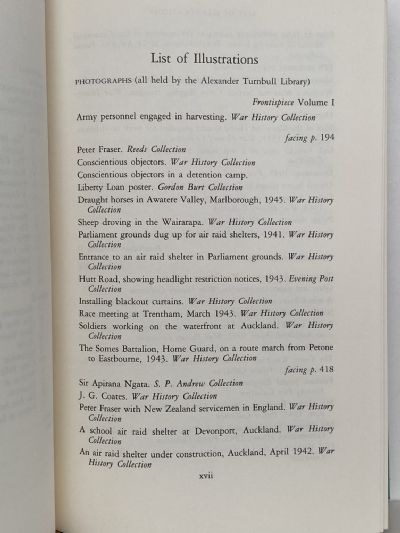 List of Illustrations
PHOTOGRAPHS (all held by the Alexander Turnbull Library)
Frontispiece Volume I
Army personnel engaged in harvesting. War History Collection
facing p. 194
Peter Fraser. Reeds Collection
Conscientious objectors. War History Collection
Conscientious objectors in a detention camp.
Liberty Loan poster. Gordon Burt Collection
Draught horses in Awatere Valley, Marlborough, 1945. War History
Collection
Sheep droving in the Wairarapa. War History Collection
Parliament grounds dug up for air raid shelters, 1941. War History
Collection
Entrance to an air raid shelter in Parliament grounds. War History
Collection
Hutt Road, showing headlight restriction notices, 1943. Evening Post
Collection
Installing blackout curtains. War History Collection
Race meeting at Trentham, March 1943. War History Collection
Soldiers working on the waterfront at Auckland. War History
Collection
The Somes Battalion, Home Guard, on a route march from Petone
to Eastbourne, 1943. War History Collection
facing p. 418
Sir Apirana Ngata. S. P. Andrew Collection
J. G. Coates. War History Collection
Peter Fraser with New Zealand servicemen in England. War History
Collection
A school air raid shelter at Devonport, Auckland. War History
Collection
An air raid shelter under construction, Auckland, April 1942. War
History Collection
xvii